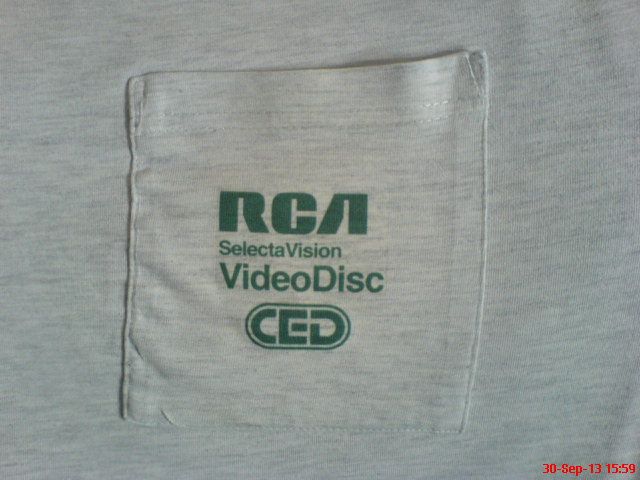 RCA
SelectaVision
VideoDisc
CED
30-Sep-13 15:59